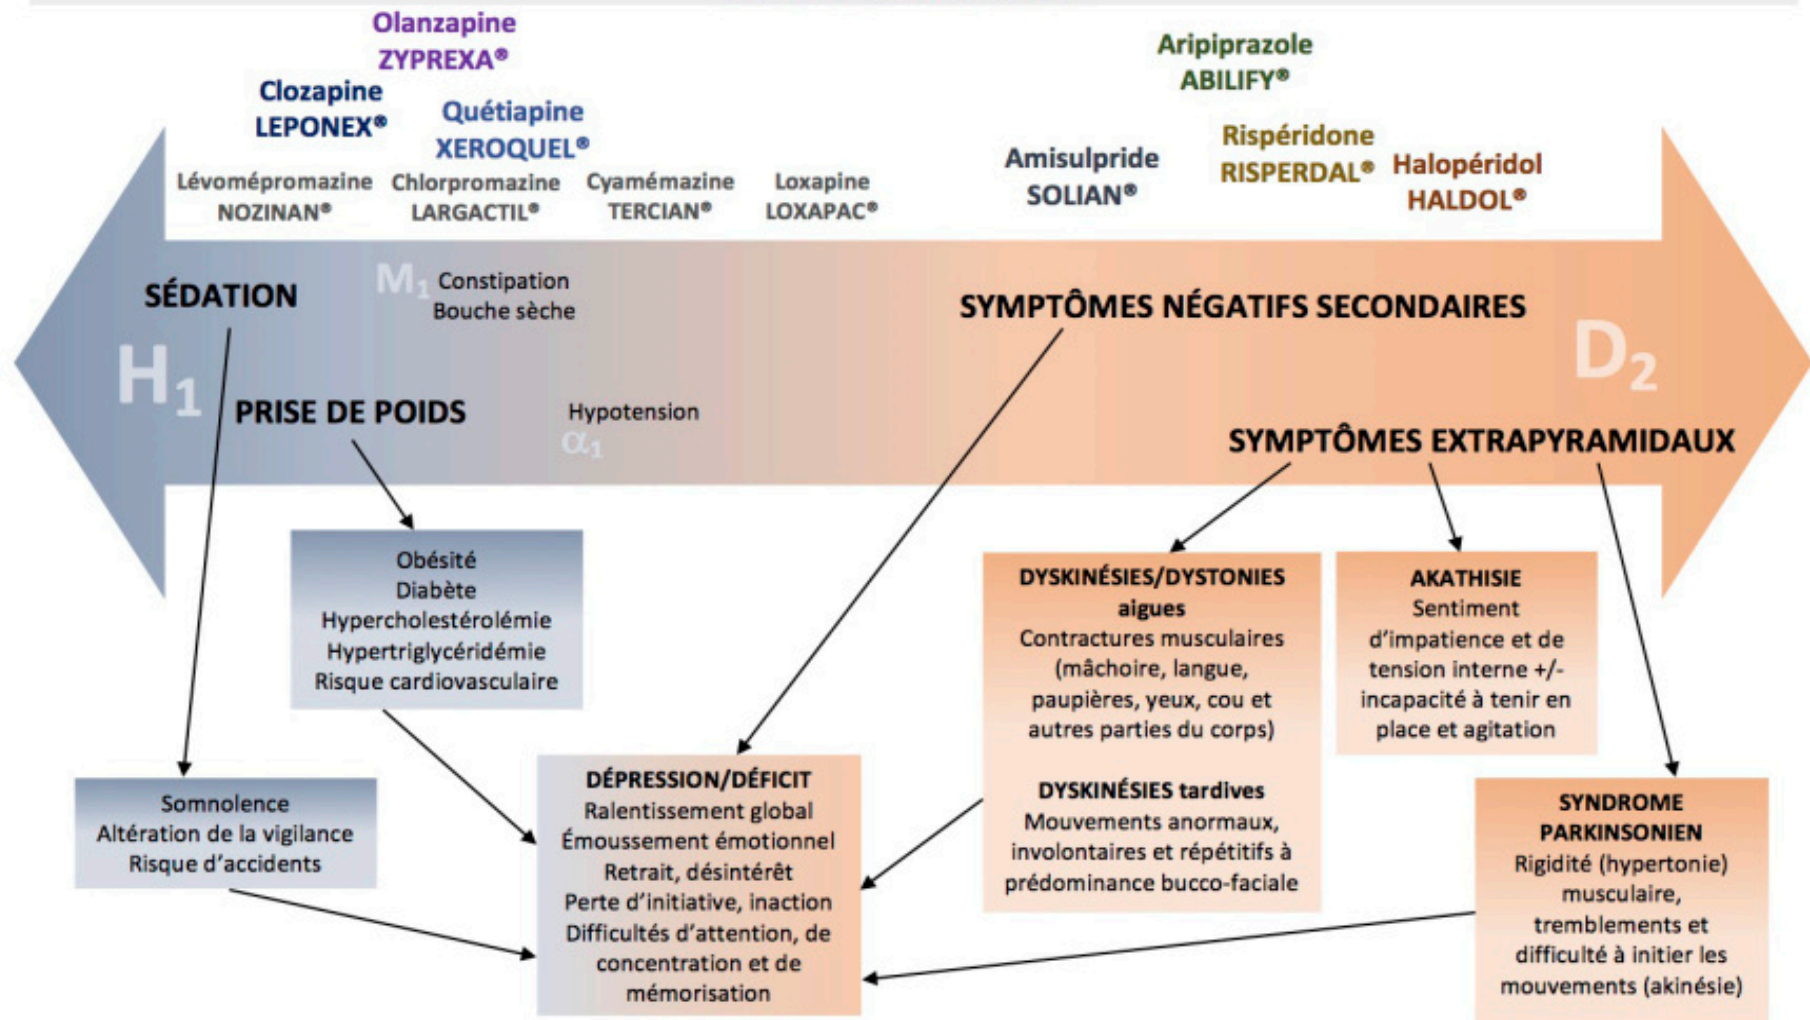 Olanzapine
ZYPREXA®
Clozapine
LEPONEX®
Quétiapine
XEROQUEL®
Aripiprazole
ABILIFY®
Amisulpride
SOLIAN®
Rispéridone
RISPERDAL®
Halopéridol
HALDOL®
Lévomépromazine
NOZINAN®
Chlorpromazine
LARGACTIL®
Cyamémazine
TERCIAN®
Loxapine
LOXAPAC®
H1
SÉDATION
M1
Constipation
Bouche sèche
PRISE DE POIDS
Hypotension
α1
SYMPTÔMES NÉGATIFS SECONDAIRES
D2
SYMPTÔMES EXTRAPYRAMIDAUX
Obésité
Diabète
Hypercholestérolémie
Hypertriglycéridémie
Risque cardiovasculaire
Somnolence
Altération de la vigilance
Risque d'accidents
DÉPRESSION/DÉFICIT
Ralentissement global
Émoussement émotionnel
Retrait, désintérêt
Perte d'initiative, inaction
Difficultés d'attention, de
concentration et de
mémorisation
DYSKINÉSIES/DYSTONIES
aigues
Contractures musculaires
(mâchoire, langue,
paupières, yeux, cou et
autres parties du corps)
DYSKINÉSIES tardives
Mouvements anormaux,
involontaires et répétitifs à
prédominance bucco-faciale
AKATHISIE
Sentiment
d'impatience et de
tension interne +/-
incapacité à tenir en
place et agitation
SYNDROME
PARKINSONIEN
Rigidité (hypertonie)
musculaire,
tremblements et
difficulté à initier les
mouvements (akinésie)